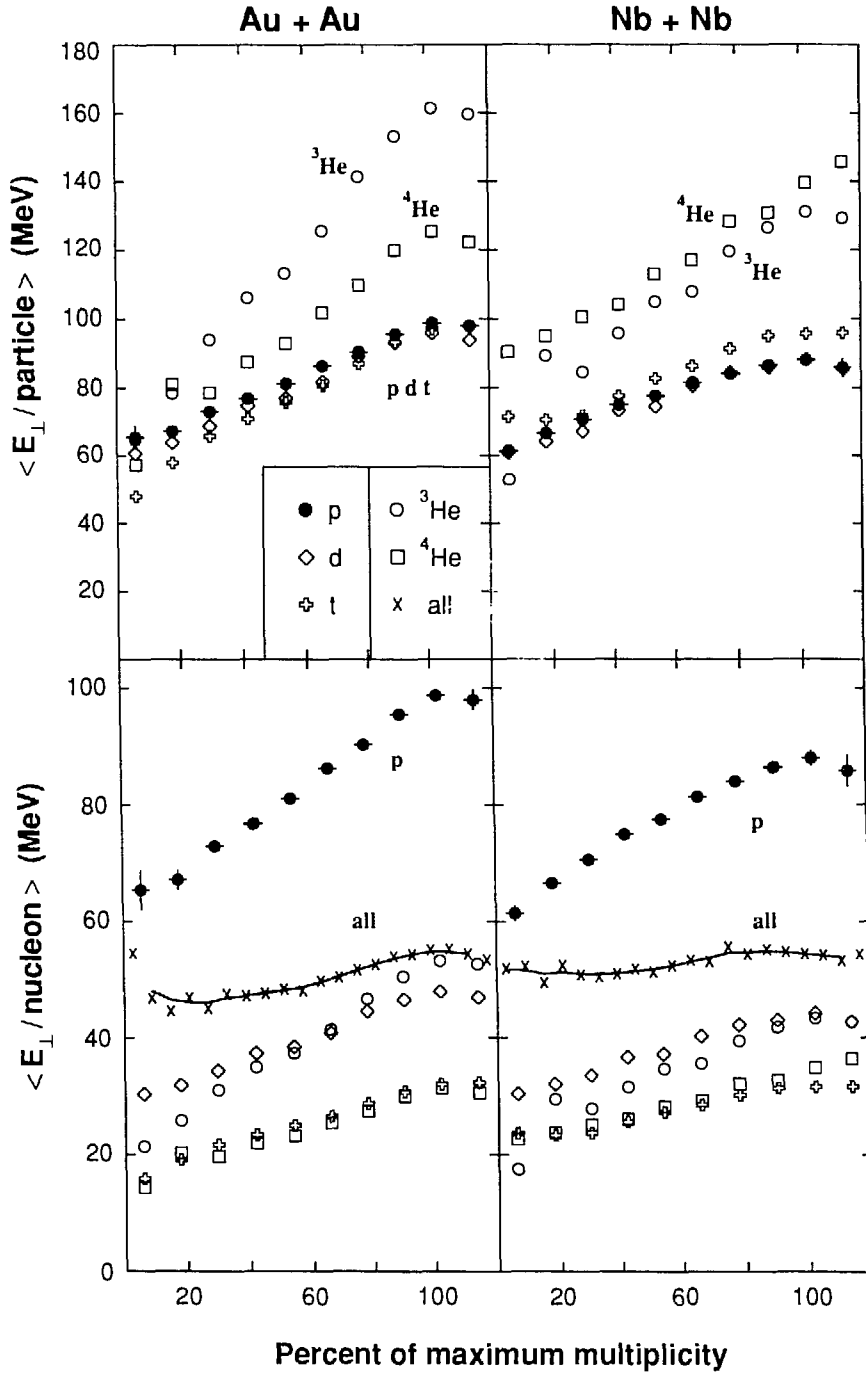 Au + Au
Nb + Nb
< E⊥ / particle > (MeV)
180
160
140
120
100
80
60
40
20
³He
⁴He
p d t
⁴He
³He
p
³He
d
⁴He
t
all
< E⊥ / nucleon > (MeV)
100
80
60
40
20
0
p
all
p
all
20
60
100
20
60
100
Percent of maximum multiplicity